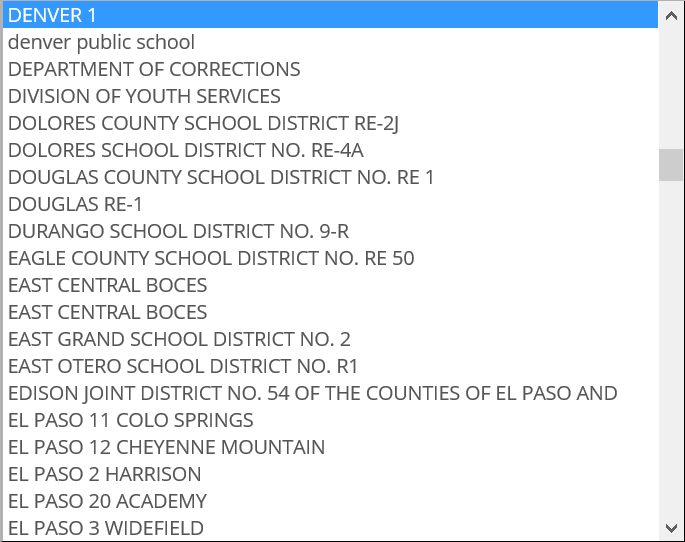 DENVER 1
denver public school
DEPARTMENT OF CORRECTIONS
DIVISION OF YOUTH SERVICES
DOLORES COUNTY SCHOOL DISTRICT RE-2J
DOLORES SCHOOL DISTRICT NO. RE-4A
DOUGLAS COUNTY SCHOOL DISTRICT NO. RE 1
DOUGLAS RE-1
DURANGO SCHOOL DISTRICT NO. 9-R
EAGLE COUNTY SCHOOL DISTRICT NO. RE 50
EAST CENTRAL BOCES
EAST CENTRAL BOCES
EAST GRAND SCHOOL DISTRICT NO. 2
EAST OTERO SCHOOL DISTRICT NO. R1
EDISON JOINT DISTRICT NO. 54 OF THE COUNTIES OF EL PASO AND
EL PASO 11 COLO SPRINGS
EL PASO 12 CHEYENNE MOUNTAIN
EL PASO 2 HARRISON
EL PASO 20 ACADEMY
EL PASO 3 WIDEFIELD